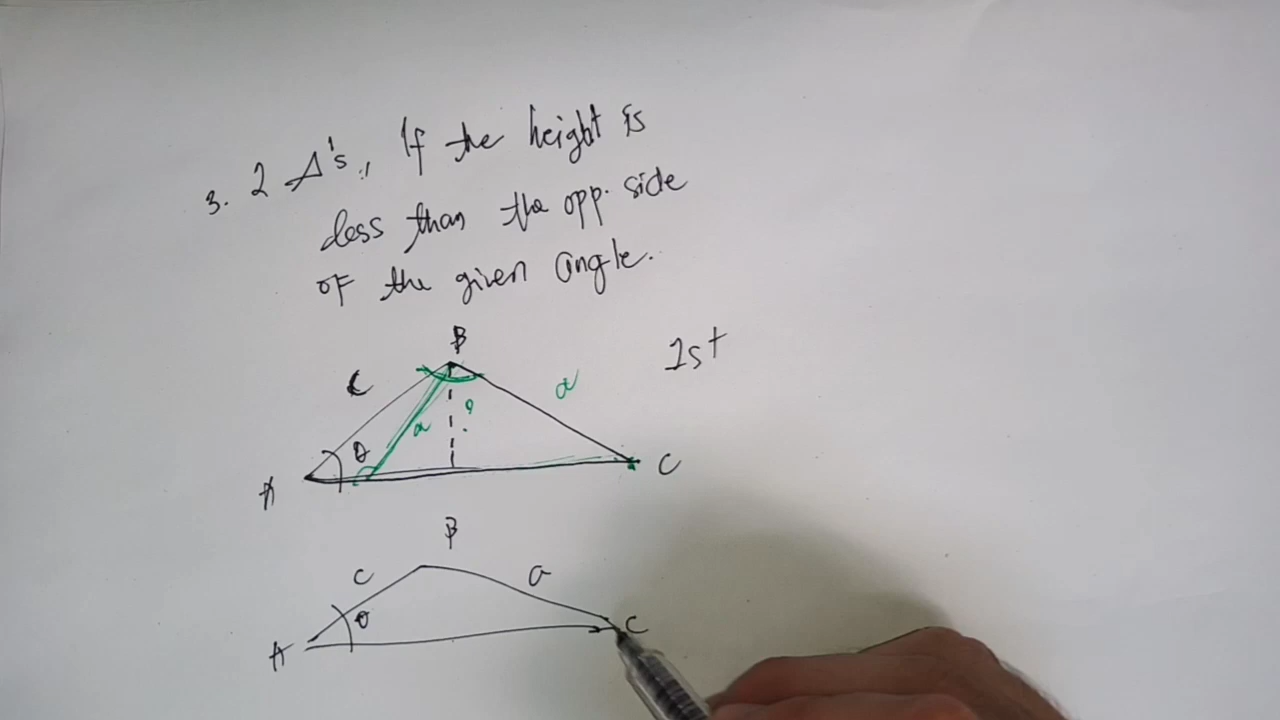 3. 2 Δ's., If the height is
less than the opp. side
of the given angle.
B
c
a
1st
θ
a
?
A
C
B
c
a
θ
A
C